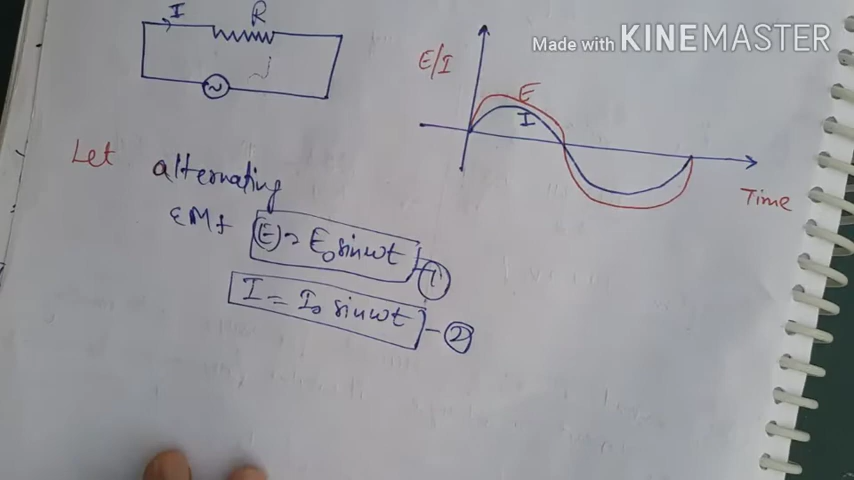 I R
Made with KINEMASTER
E/I
E
I
Time
Let alternating
EMf E = E₀ sinωt -①
I = I₀ sinωt -②